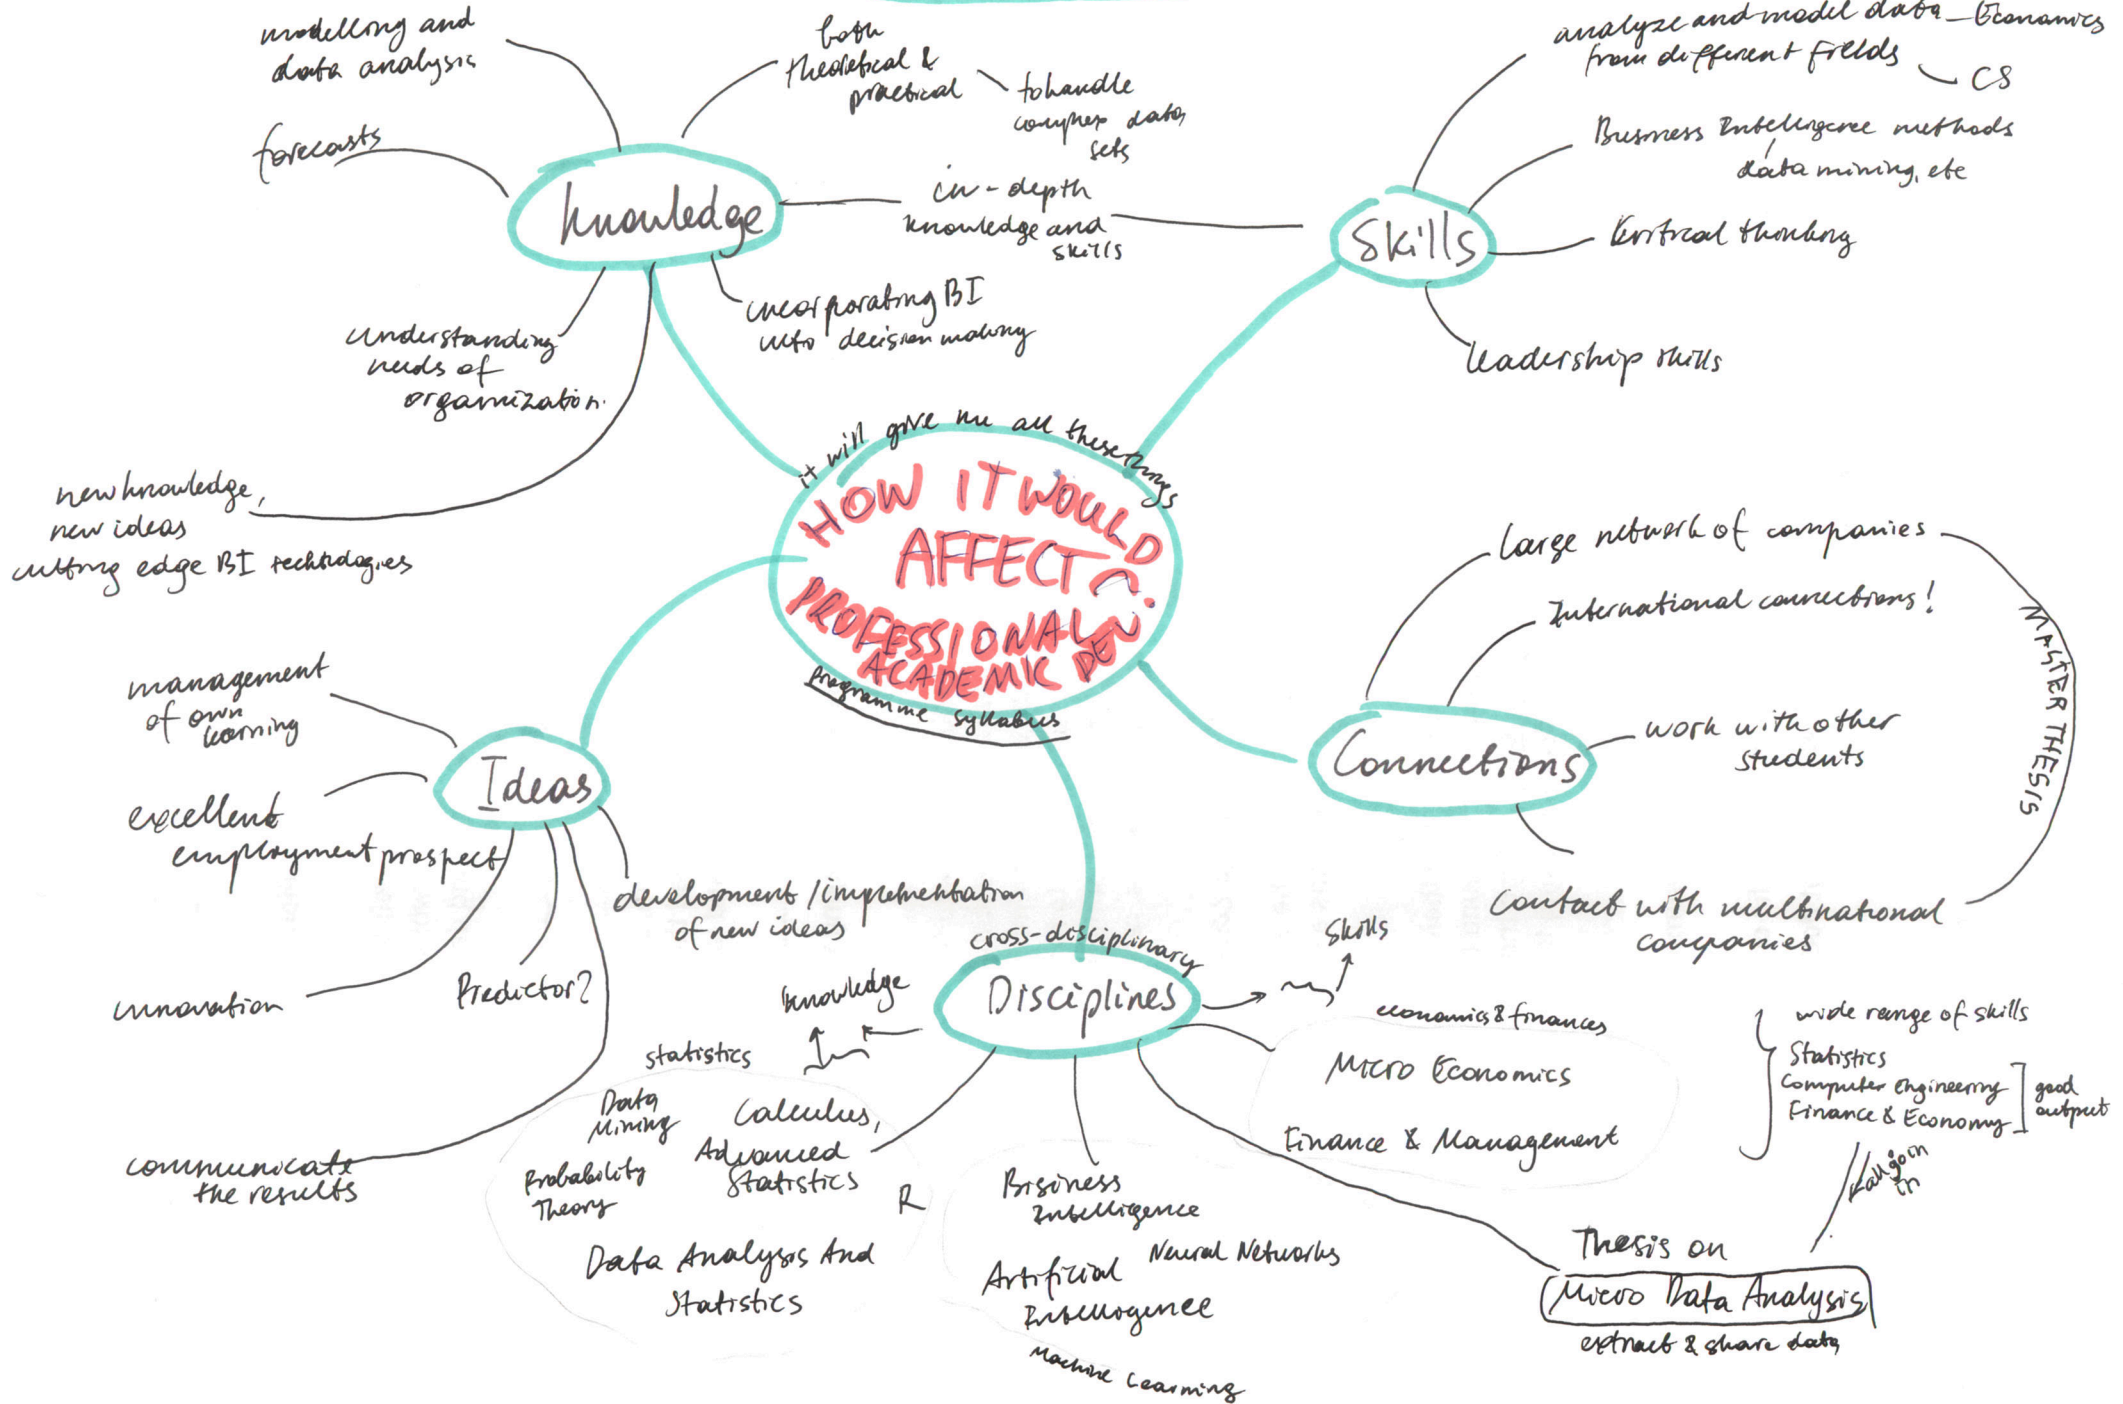 modelling and
data analysis
forecasts
both
theoretical &
practical
to handle
complex data
sets
knowledge
in-depth
knowledge and
skills
incorporating BI
into decision making
understanding
needs of
organization.
new knowledge,
new ideas
cutting edge BI technologies
analyze and model data — Economics
from different fields
CS
Business Intelligence methods
data mining, etc
Critical thinking
Skills
leadership skills
it will give me all these things
HOW IT WOULD
AFFECT
PROFESSIONAL
ACADEMIC DEV.
programme syllabus
large network of companies
International connections!
MASTER THESIS
work with other
students
Connections
contact with multinational
companies
management
of own
learning
Ideas
excellent
employment prospect
development / implementation
of new ideas
innovation
Predictor?
communicate
the results
cross-disciplinary
Disciplines
skills
knowledge
statistics
Data
Mining
Calculus,
Advanced
Statistics
Probability
Theory
R
Data Analysis And
Statistics
Bisiness
Intelligence
Neural Networks
Artificial
Intellogence
Machine Learning
economics & finances
Micro Economics
Finance & Management
wide range of skills
Statistics
Computer Engineering
Finance & Economy
good
output
all go in
in
Thesis on
Micro Data Analysis
extract & share data